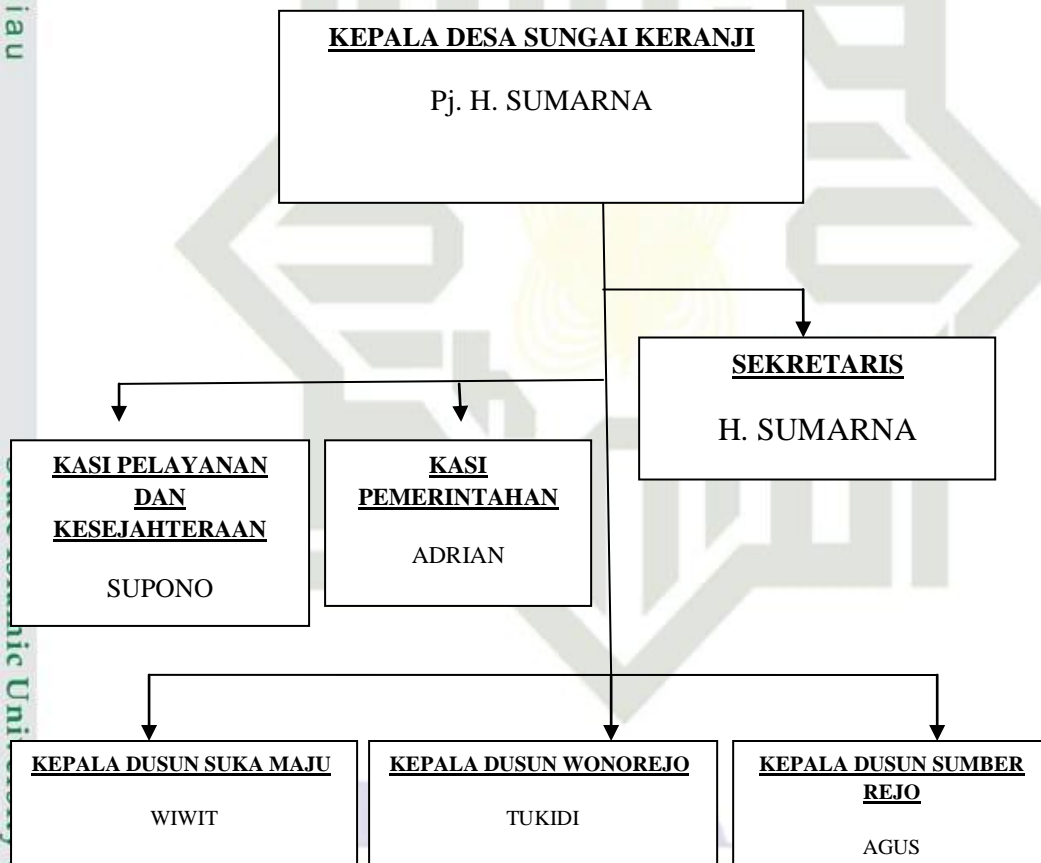 iau
KEPALA DESA SUNGAI KERANJI
Pj. H. SUMARNA
SEKRETARIS
H. SUMARNA
KASI PELAYANAN
DAN
KESEJAHTERAAN
SUPONO
KASI
PEMERINTAHAN
ADRIAN
KEPALA DUSUN SUKA MAJU
WIWIT
KEPALA DUSUN WONOREJO
TUKIDI
KEPALA DUSUN SUMBER
REJO
AGUS